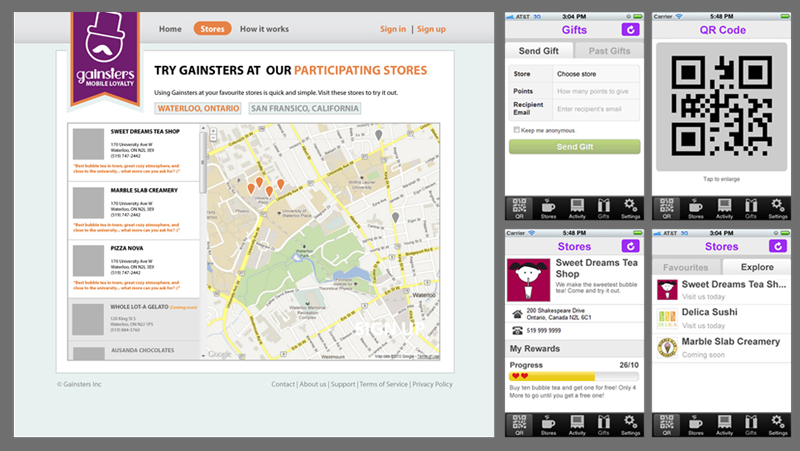 gainsters
MOBILE LOYALTY
Home Stores How it works
Sign in | Sign up
TRY GAINSTERS AT OUR PARTICIPATING STORES
Using Gainsters at your favourite stores is quick and simple. Visit these stores to try it out.
WATERLOO, ONTARIO SAN FRANSICO, CALIFORNIA
SWEET DREAMS TEA SHOP
170 University Ave W
Waterloo, ON N2L 3E9
(519) 747-2442
"Best bubble tea in town, great cozy atmosphere, and
close to the university... what more can you ask for? :)"
MARBLE SLAB CREAMERY
170 University Ave W
Waterloo, ON N2L 3E9
(519) 747-2442
"Best bubble tea in town, great cozy atmosphere, and
close to the university... what more can you ask for? :)"
PIZZA NOVA
170 University Ave W
Waterloo, ON N2L 3E9
(519) 747-2442
"Best bubble tea in town, great cozy atmosphere, and
close to the university... what more can you ask for? :)"
WHOLE LOT-A GELATO (Coming soon)
Waterloo, ON N2J 1P5
AUSANDA CHOCOLATES
University of Waterloo
Waterloo Park
Waterloo
Westmount
Google
© Gainsters Inc
Contact | About us | Support | Terms of Service | Privacy Policy
AT&T 3G 3:04 PM
Gifts
Send Gift Past Gifts
Store Choose store
Points How many points to give
Recipient Email Enter recipient's email
Keep me anonymous.
Send Gift
QR Stores Activity Gifts Settings
Carrier 5:48 PM
QR Code
Tap to enlarge
QR Stores Activity Gifts Settings
Carrier 5:48 PM
Stores
Sweet Dreams Tea
Shop
We make the sweetest bubble
tea! Come and try it out.
200 Shakespeare Drive
Ontario, Canada N2L 6C1
519 999 9999
My Rewards
Progress 26/10
Buy ten bubble tea and get one for free! Only 4
More to go until you get a free one!
QR Stores Activity Gifts Settings
AT&T 3G 3:04 PM
Stores
Favourites Explore
Sweet Dreams Tea Sh...
Visit us today
Delica Sushi
Visit us today
Marble Slab Creamery
Coming soon
QR Stores Activity Gifts Settings